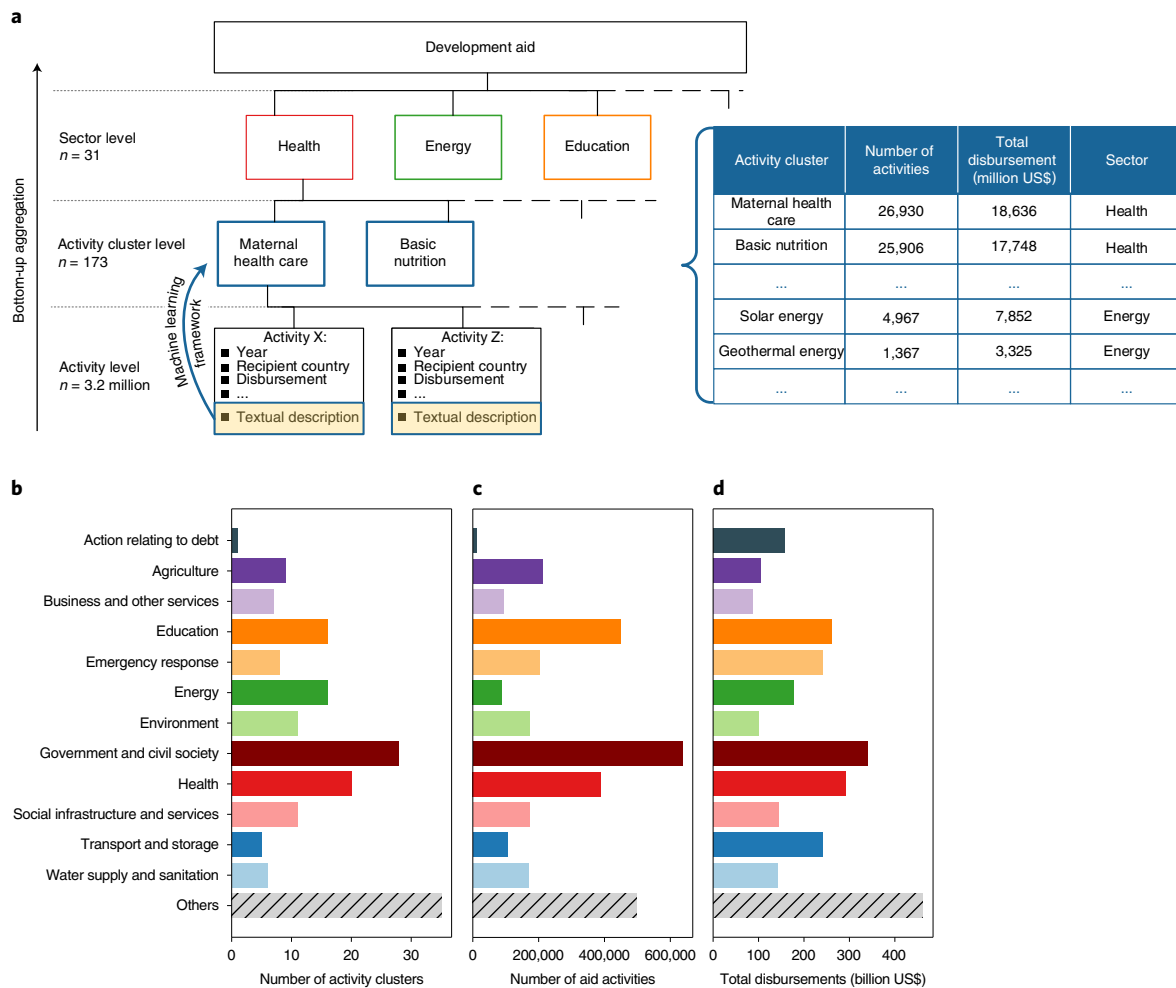 a
Development aid
Bottom-up aggregation
Sector level
n = 31
Health
Energy
Education
Activity cluster level
n = 173
Maternal
health care
Basic
nutrition
Machine learning
framework
Activity level
n = 3.2 million
Activity X:
Year
Recipient country
Disbursement
...
Textual description
Activity Z:
Year
Recipient country
Disbursement
...
Textual description
Activity cluster
Number of
activities
Total
disbursement
(million US$)
Sector
Maternal health
care
26,930
18,636
Health
Basic nutrition
25,906
17,748
Health
...
...
...
...
Solar energy
4,967
7,852
Energy
Geothermal energy
1,367
3,325
Energy
...
...
...
...
b
Action relating to debt
Agriculture
Business and other services
Education
Emergency response
Energy
Environment
Government and civil society
Health
Social infrastructure and services
Transport and storage
Water supply and sanitation
Others
0
10
20
30
Number of activity clusters
c
0
200,000
400,000
600,000
Number of aid activities
d
0
100
200
300
400
Total disbursements (billion US$)